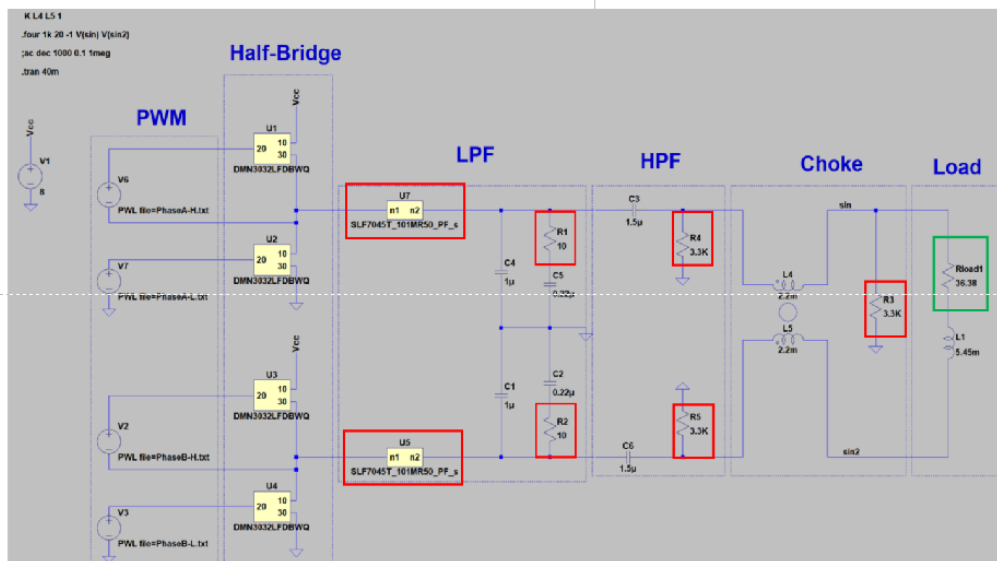 K L4 L5 1
.four 1k 20 -1 V(sin) V(sin2)
;ac dec 1000 0.1 1meg
.tran 40m
Half-Bridge
PWM
LPF
HPF
Choke
Load
Vcc
V1
8
Vcc
U1
20 10
30
DMN3032LFDBWQ
V6
PWL file=PhaseA-H.txt
U2
20 10
30
DMN3032LFDBWQ
V7
PWL file=PhaseA-L.txt
U7
n1 n2
SLF7045T_101MR50_PF_s
R1
10
C4
1µ
C5
0.22µ
C3
1.5µ
R4
3.3K
sin
L4
2.2m
L5
2.2m
R3
3.3K
Rload1
36.38
L1
5.45m
Vcc
U3
20 10
30
DMN3032LFDBWQ
V2
PWL file=PhaseB-H.txt
U4
20 10
30
DMN3032LFDBWQ
V3
PWL file=PhaseB-L.txt
C1
1µ
C2
0.22µ
R2
10
U5
n1 n2
SLF7045T_101MR50_PF_s
C6
1.5µ
R5
3.3K
sin2